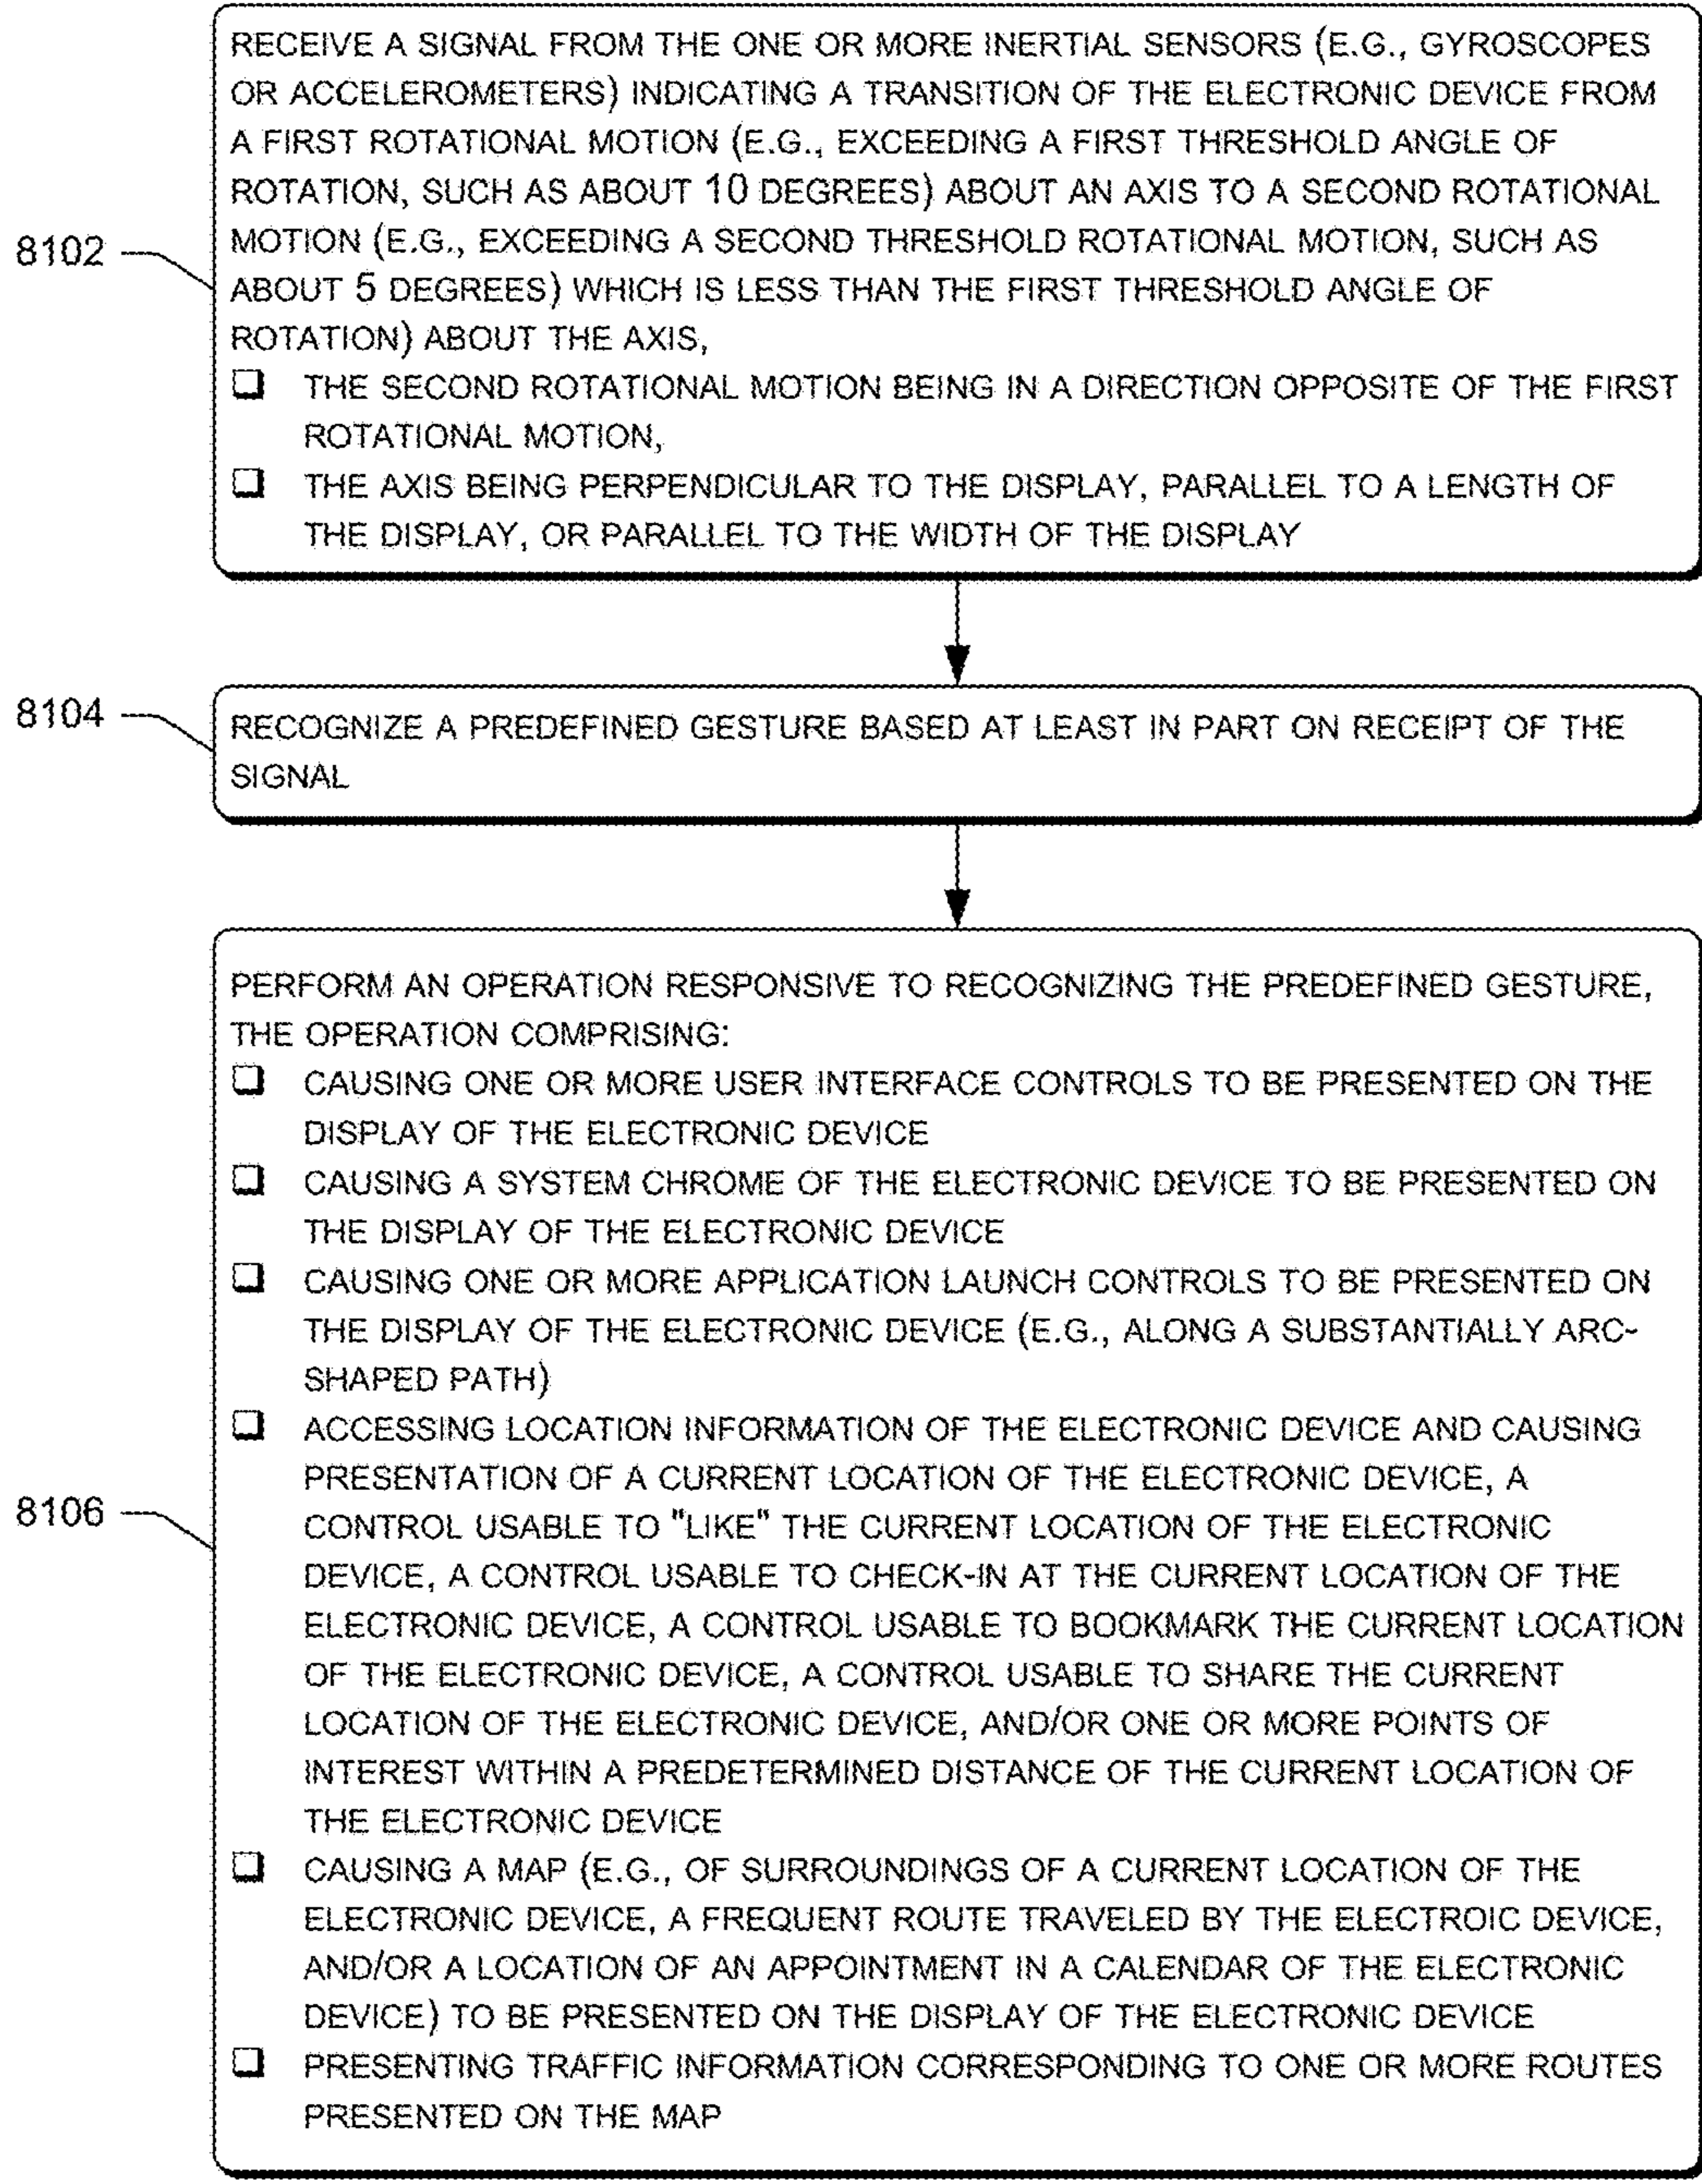 RECEIVE A SIGNAL FROM THE ONE OR MORE INERTIAL SENSORS (E.G., GYROSCOPES
OR ACCELEROMETERS) INDICATING A TRANSITION OF THE ELECTRONIC DEVICE FROM
A FIRST ROTATIONAL MOTION (E.G., EXCEEDING A FIRST THRESHOLD ANGLE OF
ROTATION, SUCH AS ABOUT 10 DEGREES) ABOUT AN AXIS TO A SECOND ROTATIONAL
8102
MOTION (E.G., EXCEEDING A SECOND THRESHOLD ROTATIONAL MOTION, SUCH AS
ABOUT 5 DEGREES) WHICH IS LESS THAN THE FIRST THRESHOLD ANGLE OF
ROTATION) ABOUT THE AXIS,
THE SECOND ROTATIONAL MOTION BEING IN A DIRECTION OPPOSITE OF THE FIRST
ROTATIONAL MOTION,
THE AXIS BEING PERPENDICULAR TO THE DISPLAY, PARALLEL TO A LENGTH OF
THE DISPLAY, OR PARALLEL TO THE WIDTH OF THE DISPLAY
8104
RECOGNIZE A PREDEFINED GESTURE BASED AT LEAST IN PART ON RECEIPT OF THE
SIGNAL
PERFORM AN OPERATION RESPONSIVE TO RECOGNIZING THE PREDEFINED GESTURE,
THE OPERATION COMPRISING:
CAUSING ONE OR MORE USER INTERFACE CONTROLS TO BE PRESENTED ON THE
DISPLAY OF THE ELECTRONIC DEVICE
CAUSING A SYSTEM CHROME OF THE ELECTRONIC DEVICE TO BE PRESENTED ON
THE DISPLAY OF THE ELECTRONIC DEVICE
CAUSING ONE OR MORE APPLICATION LAUNCH CONTROLS TO BE PRESENTED ON
THE DISPLAY OF THE ELECTRONIC DEVICE (E.G., ALONG A SUBSTANTIALLY ARC-
SHAPED PATH)
ACCESSING LOCATION INFORMATION OF THE ELECTRONIC DEVICE AND CAUSING
PRESENTATION OF A CURRENT LOCATION OF THE ELECTRONIC DEVICE, A
8106
CONTROL USABLE TO "LIKE" THE CURRENT LOCATION OF THE ELECTRONIC
DEVICE, A CONTROL USABLE TO CHECK-IN AT THE CURRENT LOCATION OF THE
ELECTRONIC DEVICE, A CONTROL USABLE TO BOOKMARK THE CURRENT LOCATION
OF THE ELECTRONIC DEVICE, A CONTROL USABLE TO SHARE THE CURRENT
LOCATION OF THE ELECTRONIC DEVICE, AND/OR ONE OR MORE POINTS OF
INTEREST WITHIN A PREDETERMINED DISTANCE OF THE CURRENT LOCATION OF
THE ELECTRONIC DEVICE
CAUSING A MAP (E.G., OF SURROUNDINGS OF A CURRENT LOCATION OF THE
ELECTRONIC DEVICE, A FREQUENT ROUTE TRAVELED BY THE ELECTROIC DEVICE,
AND/OR A LOCATION OF AN APPOINTMENT IN A CALENDAR OF THE ELECTRONIC
DEVICE) TO BE PRESENTED ON THE DISPLAY OF THE ELECTRONIC DEVICE
PRESENTING TRAFFIC INFORMATION CORRESPONDING TO ONE OR MORE ROUTES
PRESENTED ON THE MAP